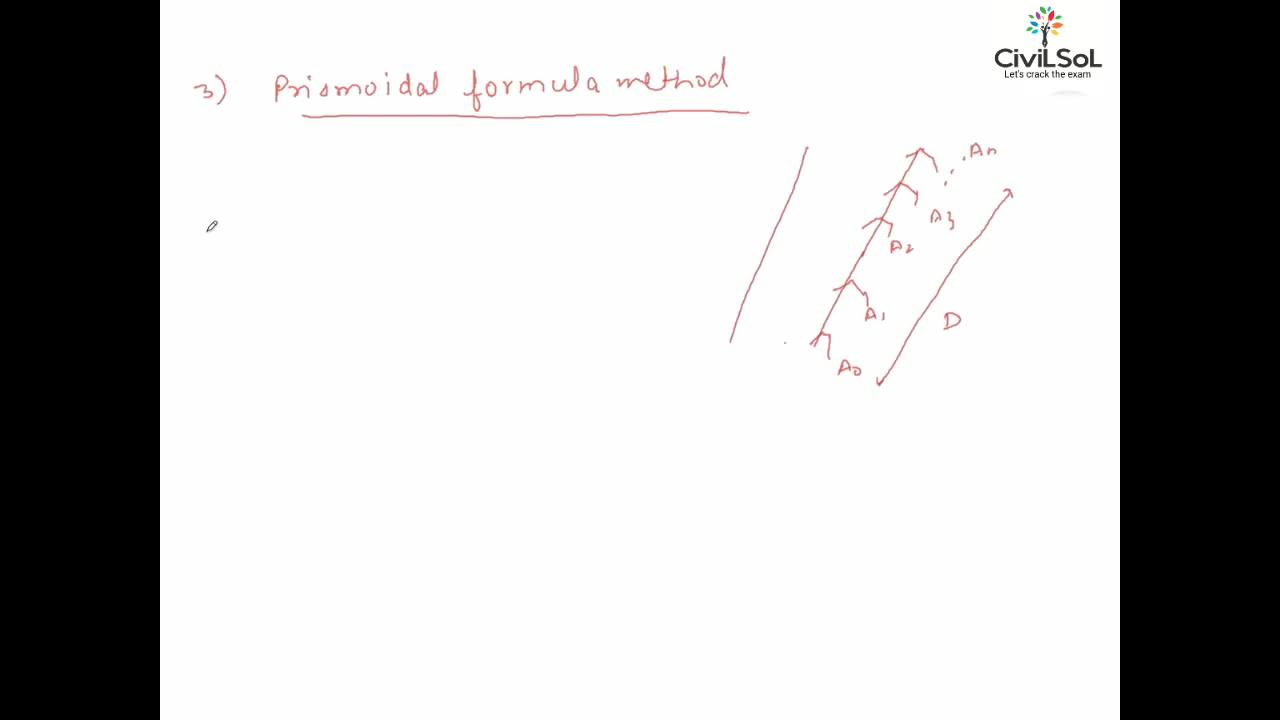 CiviLSoL
Let's crack the exam
3) Prismoidal formula method
An
A3
A2
A1
D
A0